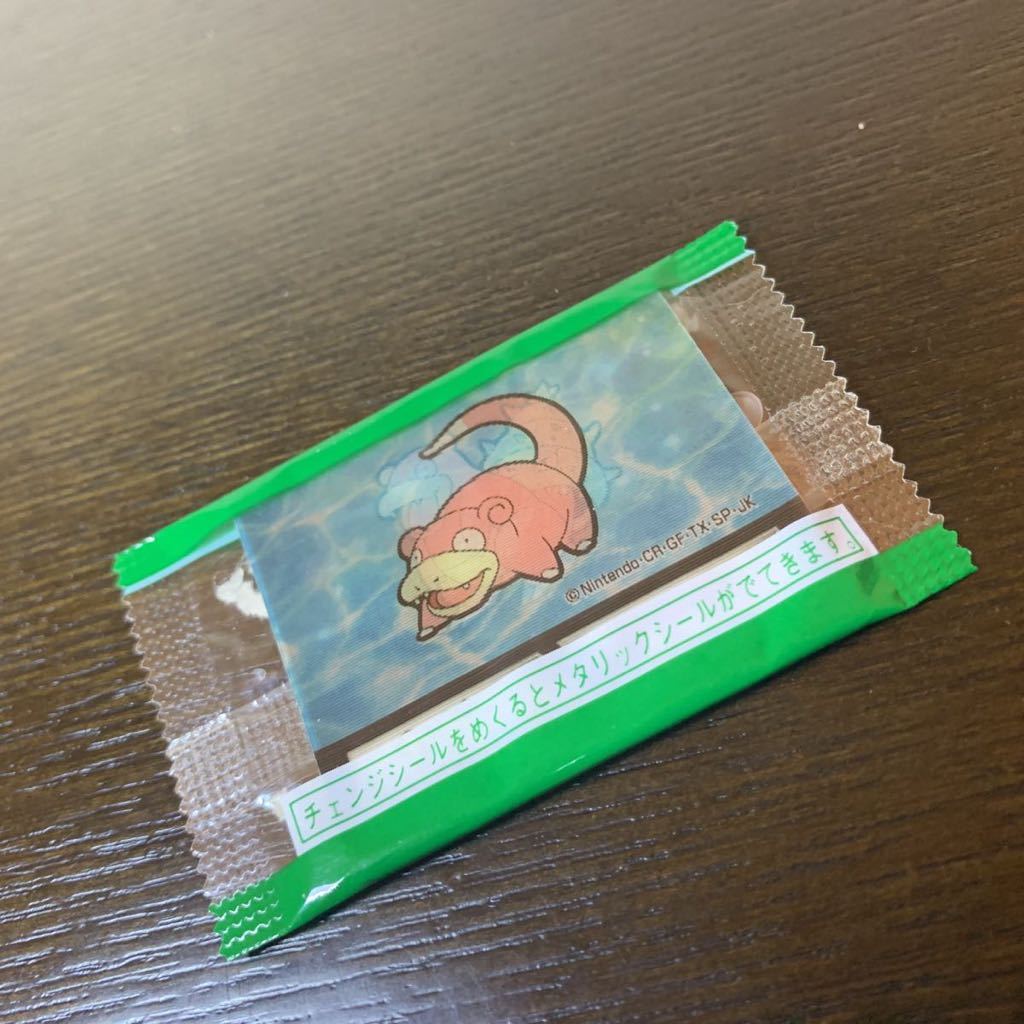 ©Nintendo・CR・GF・TX・SP・JK
チェンジシールをめくるとメタリックシールがでてきます。